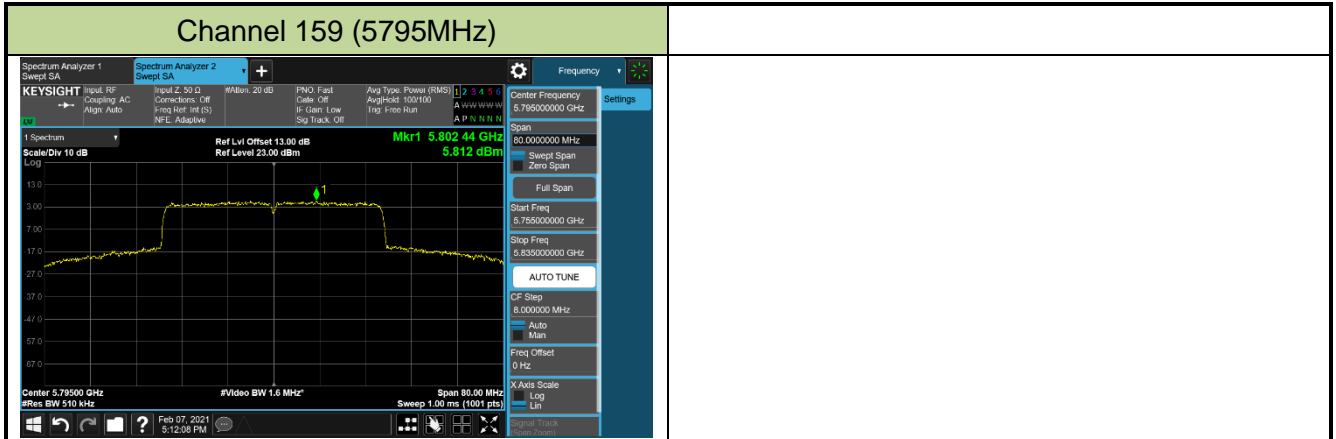 Channel 159 (5795MHz)
Spectrum Analyzer 1
Swept SA
Spectrum Analyzer 2
Swept SA
+
Frequency
KEYSIGHT
Input: RF
Coupling: AC
Align: Auto
Input Z: 50 Ω
Corrections: Off
Freq Ref: Int (S)
NFE: Adaptive
#Atten: 20 dB
PNO: Fast
Gate: Off
IF Gain: Low
Sig Track: Off
Avg Type: Power (RMS)
Avg|Hold: 100/100
Trig: Free Run
1 2 3 4 5 6
A W W W W W
A P N N N N
1 Spectrum
Scale/Div 10 dB
Log
Ref Lvl Offset 13.00 dB
Ref Level 23.00 dBm
Mkr1 5.802 44 GHz
5.812 dBm
13.0
3.00
-7.00
-17.0
-27.0
-37.0
-47.0
-57.0
-67.0
1
Center 5.79500 GHz
#Res BW 510 kHz
#Video BW 1.6 MHz*
Span 80.00 MHz
Sweep 1.00 ms (1001 pts)
Feb 07, 2021
5:12:08 PM
?
Center Frequency
5.795000000 GHz
Settings
Span
80.0000000 MHz
Swept Span
Zero Span
Full Span
Start Freq
5.755000000 GHz
Stop Freq
5.835000000 GHz
AUTO TUNE
CF Step
8.000000 MHz
Auto
Man
Freq Offset
0 Hz
X Axis Scale
Log
Lin
Signal Track
(Span Zoom)